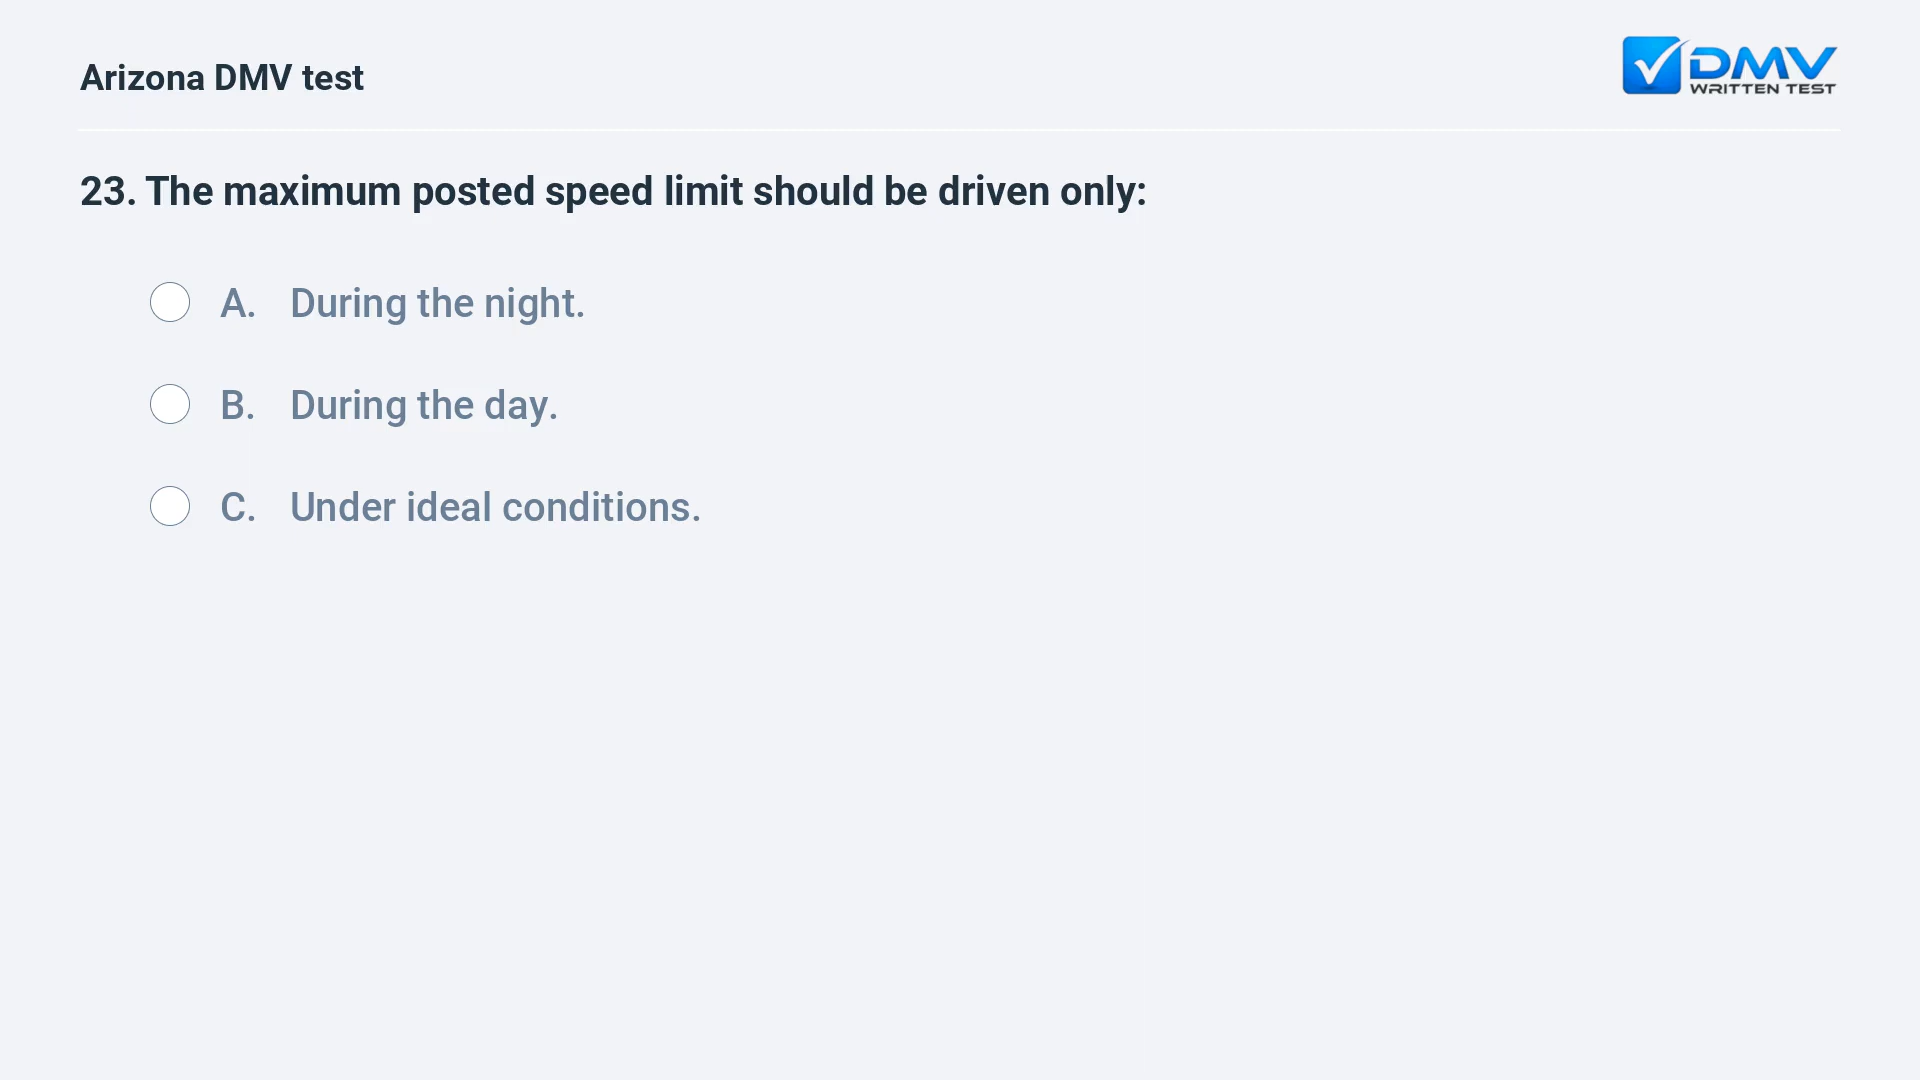 Arizona DMV test
DMV
WRITTEN TEST
23. The maximum posted speed limit should be driven only:
A. During the night.
B. During the day.
C. Under ideal conditions.